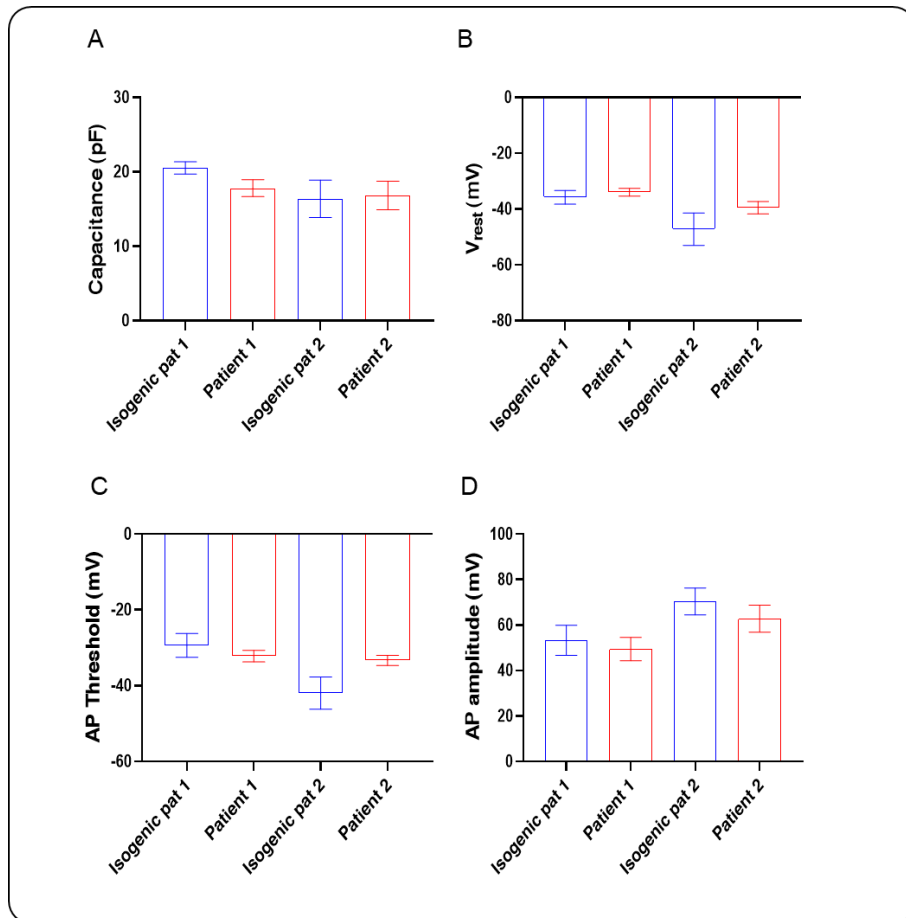 A
Capacitance (pF)
30
20
10
0
Isogenic pat 1
Patient 1
Isogenic pat 2
Patient 2
B
Vrest (mV)
0
-20
-40
-60
-80
Isogenic pat 1
Patient 1
Isogenic pat 2
Patient 2
C
AP Threshold (mV)
0
-20
-40
-60
Isogenic pat 1
Patient 1
Isogenic pat 2
Patient 2
D
AP amplitude (mV)
100
80
60
40
20
0
Isogenic pat 1
Patient 1
Isogenic pat 2
Patient 2